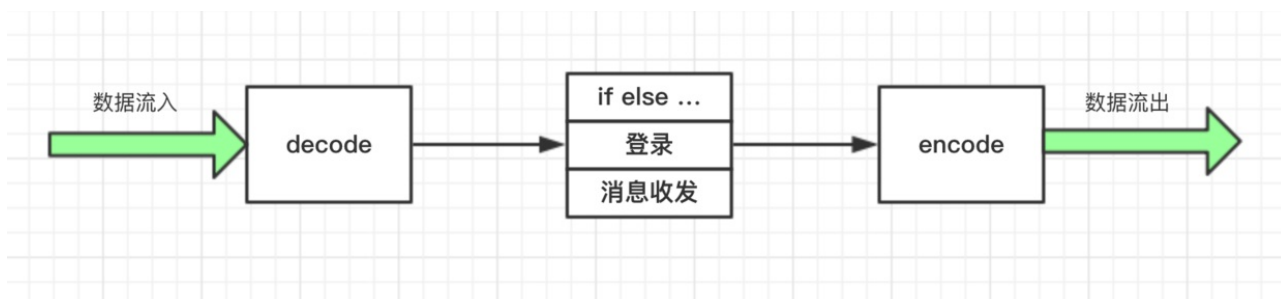 数据流入
decode
if else ...
登录
消息收发
encode
数据流出